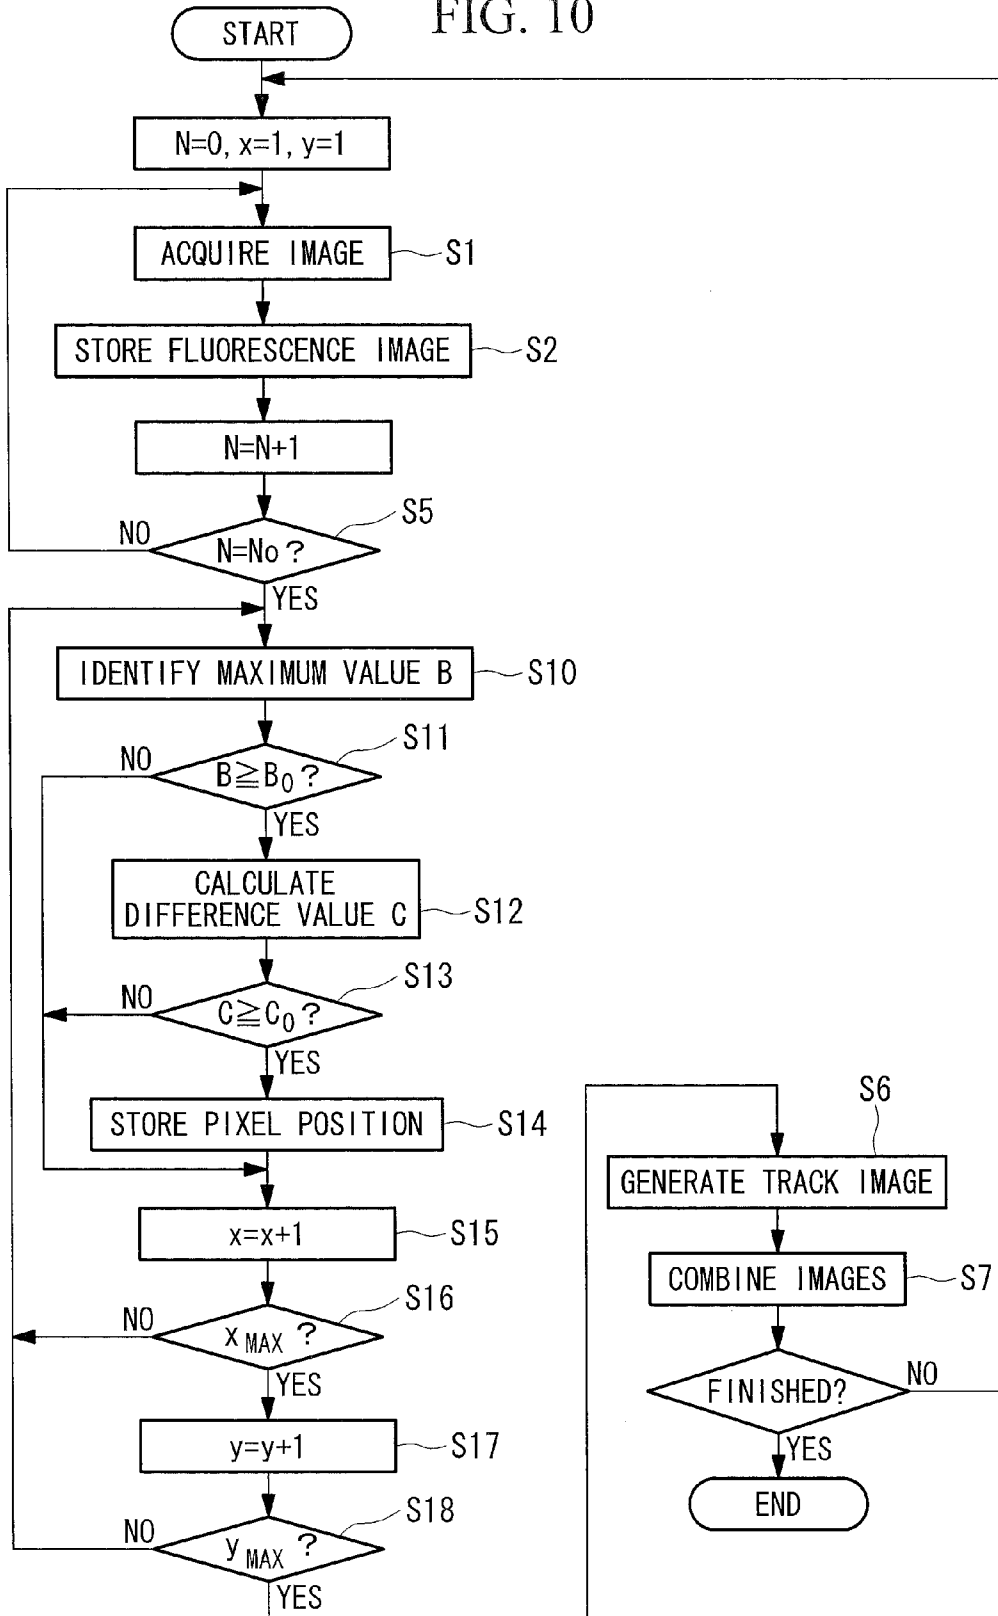 FIG. 10
START
N=0, x=1, y=1
ACQUIRE IMAGE
S1
STORE FLUORESCENCE IMAGE
S2
N=N+1
S5
NO
N=No?
YES
IDENTIFY MAXIMUM VALUE B
S10
S11
NO
B≧B0?
YES
CALCULATE
DIFFERENCE VALUE C
S12
S13
NO
C≧C0?
YES
STORE PIXEL POSITION
S14
x=x+1
S15
S16
NO
xMAX ?
YES
y=y+1
S17
S18
NO
yMAX ?
YES
S6
GENERATE TRACK IMAGE
COMBINE IMAGES
S7
FINISHED?
NO
YES
END